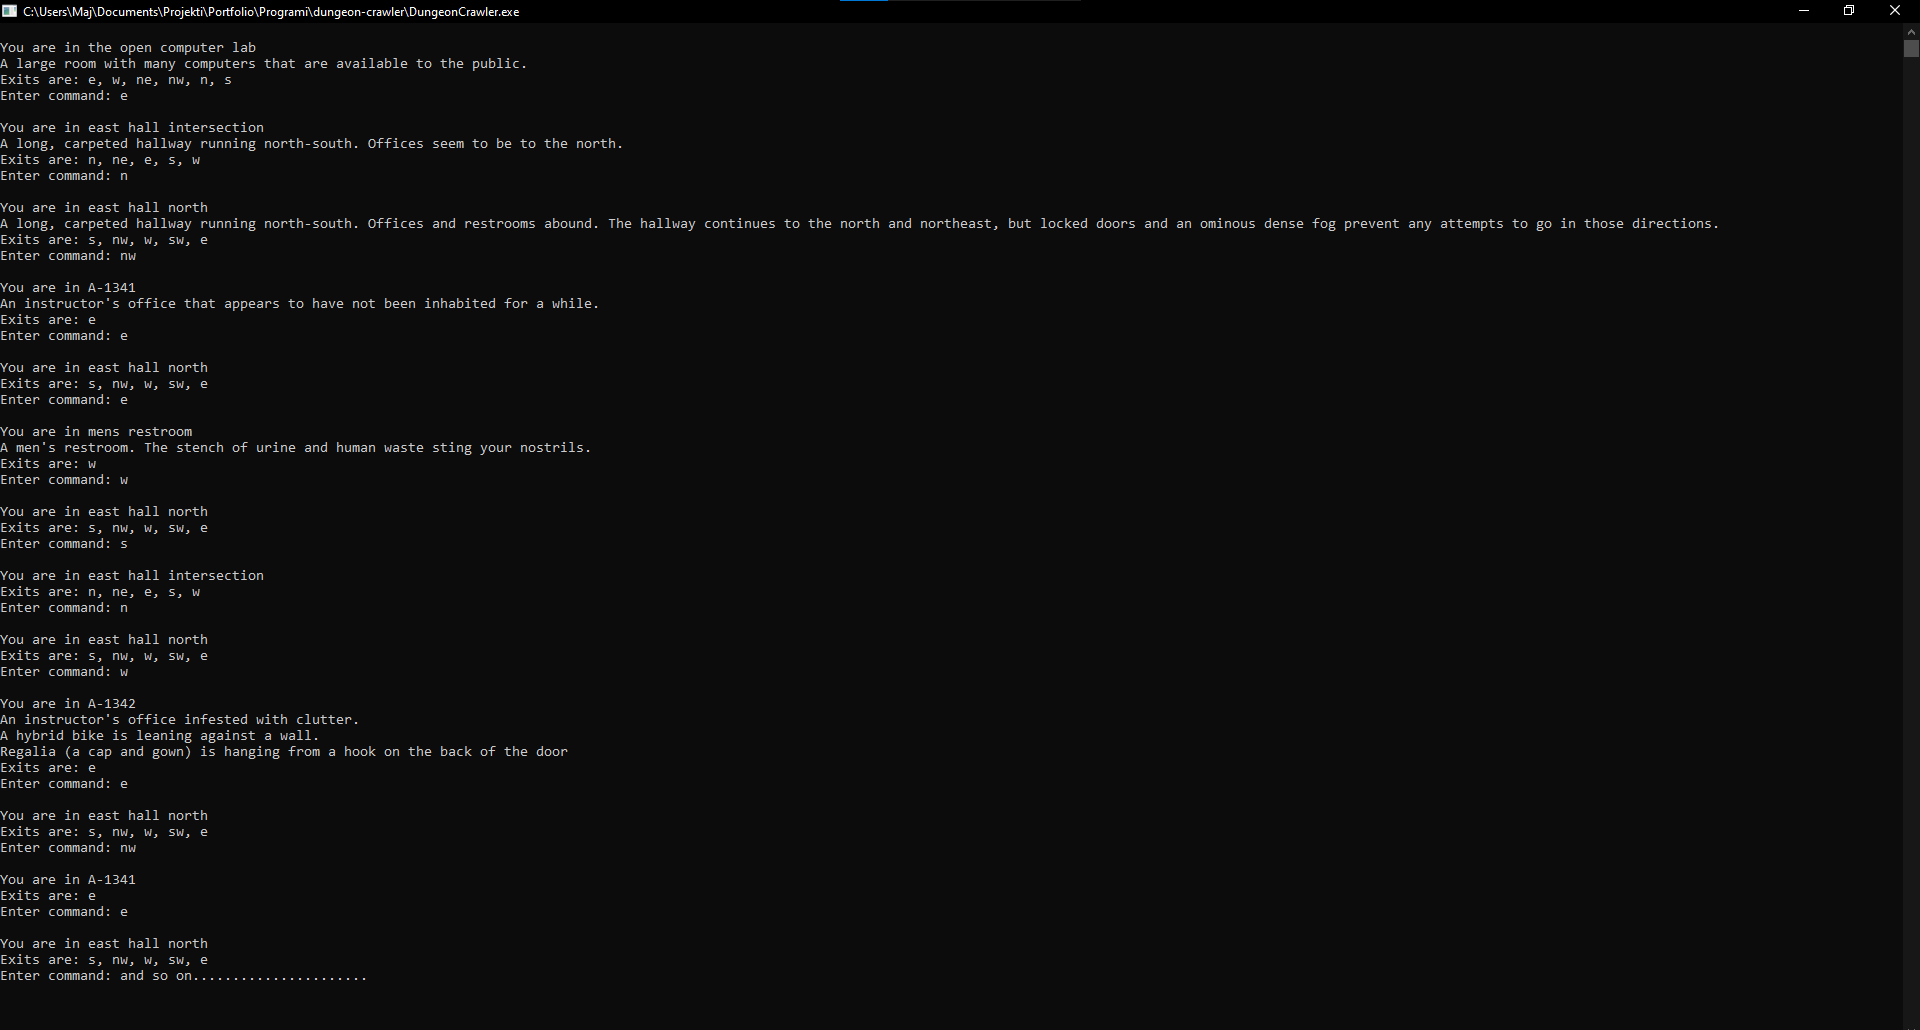 C:\Users\Maj\Documents\Projekti\Portfolio\Programi\dungeon-crawler\DungeonCrawler.exe
You are in the open computer lab
A large room with many computers that are available to the public.
Exits are: e, w, ne, nw, n, s
Enter command: e
You are in east hall intersection
A long, carpeted hallway running north-south. Offices seem to be to the north.
Exits are: n, ne, e, s, w
Enter command: n
You are in east hall north
A long, carpeted hallway running north-south. Offices and restrooms abound. The hallway continues to the north and northeast, but locked doors and an ominous dense fog prevent any attempts to go in those directions.
Exits are: s, nw, w, sw, e
Enter command: nw
You are in A-1341
An instructor's office that appears to have not been inhabited for a while.
Exits are: e
Enter command: e
You are in east hall north
Exits are: s, nw, w, sw, e
Enter command: e
You are in mens restroom
A men's restroom. The stench of urine and human waste sting your nostrils.
Exits are: w
Enter command: w
You are in east hall north
Exits are: s, nw, w, sw, e
Enter command: s
You are in east hall intersection
Exits are: n, ne, e, s, w
Enter command: n
You are in east hall north
Exits are: s, nw, w, sw, e
Enter command: w
You are in A-1342
An instructor's office infested with clutter.
A hybrid bike is leaning against a wall.
Regalia (a cap and gown) is hanging from a hook on the back of the door
Exits are: e
Enter command: e
You are in east hall north
Exits are: s, nw, w, sw, e
Enter command: nw
You are in A-1341
Exits are: e
Enter command: e
You are in east hall north
Exits are: s, nw, w, sw, e
Enter command: and so on......................